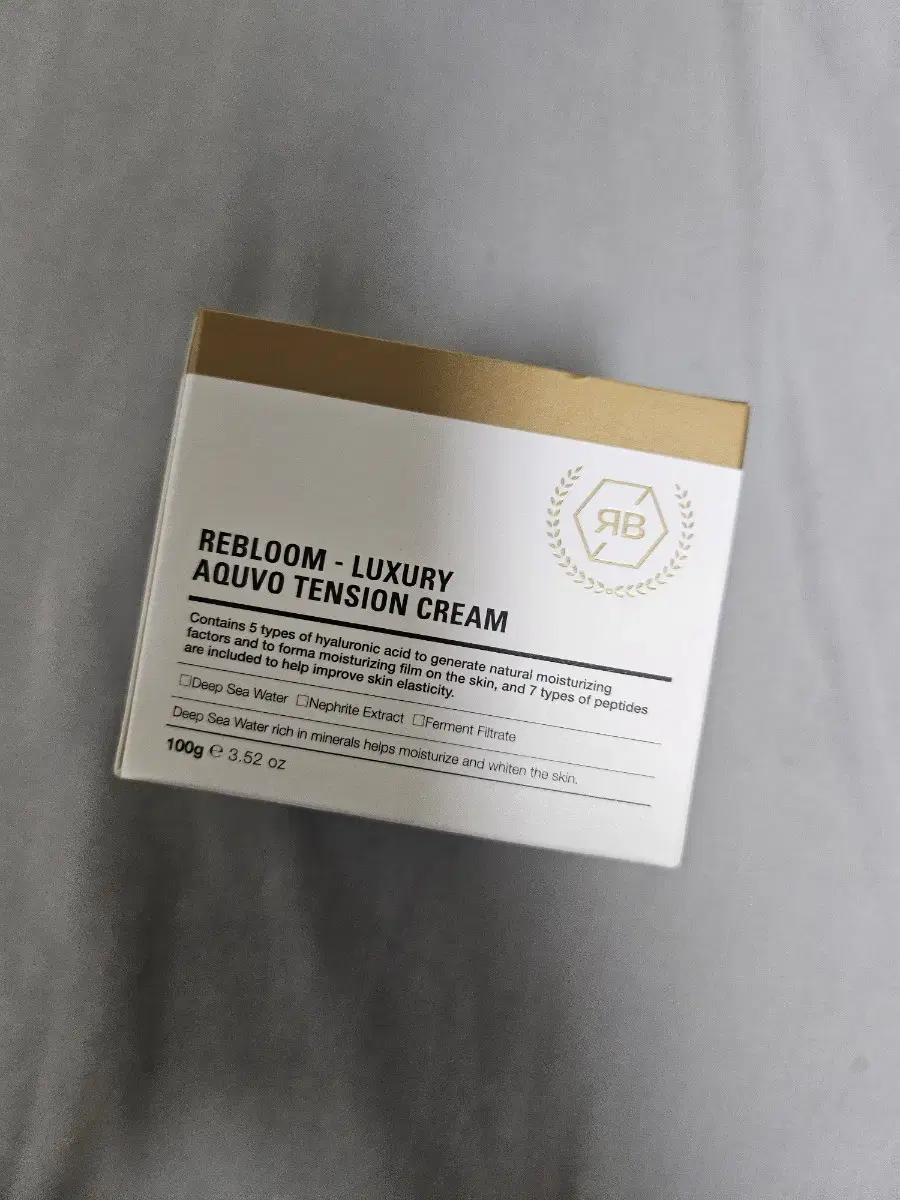 ЯB
REBLOOM - LUXURY
AQUVO TENSION CREAM
Contains 5 types of hyaluronic acid to generate natural moisturizing
factors and to forma moisturizing film on the skin, and 7 types of peptides
are included to help improve skin elasticity.
☐Deep Sea Water ☐Nephrite Extract ☐Ferment Filtrate
Deep Sea Water rich in minerals helps moisturize and whiten the skin.
100g ℮ 3.52 oz